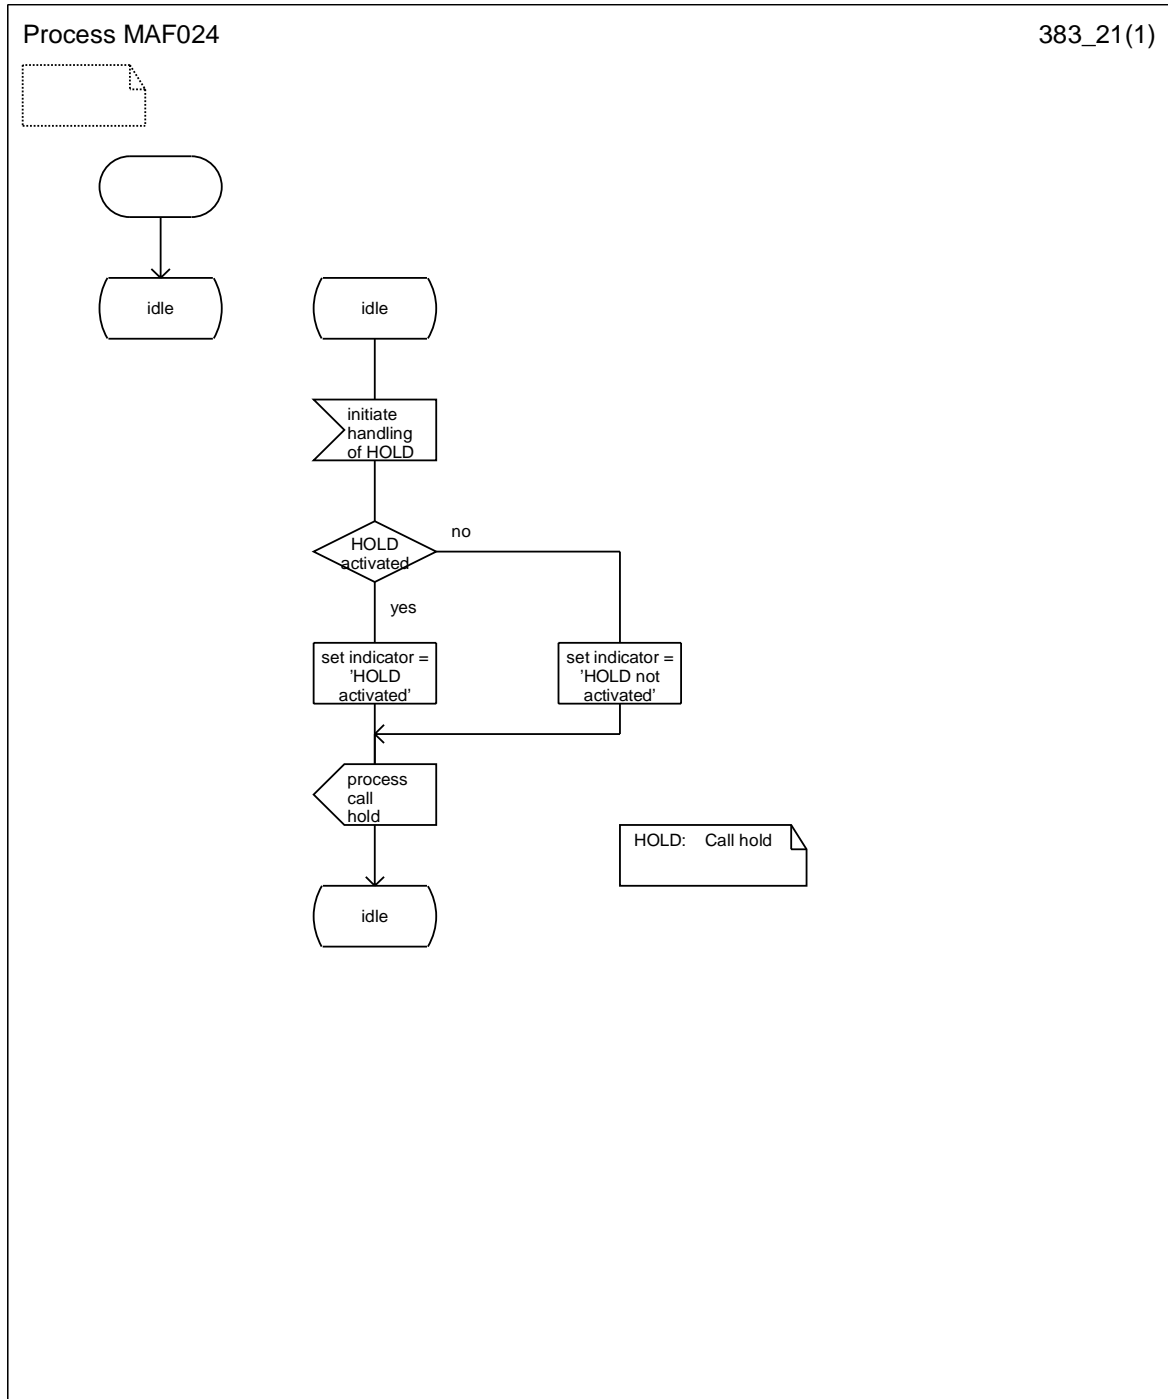 Process MAF024
383_21(1)
idle
idle
initiate
handling
of HOLD
no
HOLD
activated
yes
set indicator =
’HOLD
activated’
set indicator =
’HOLD not
activated’
process
call
hold
HOLD: Call hold
idle